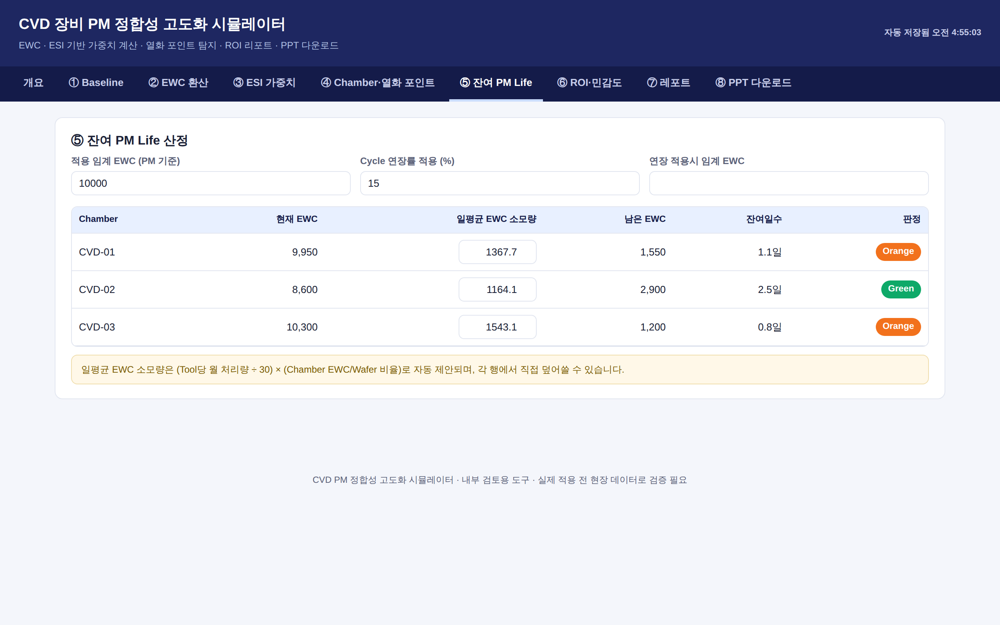 CVD 장비 PM 정합성 고도화 시뮬레이터
EWC · ESI 기반 가중치 계산 · 열화 포인트 탐지 · ROI 리포트 · PPT 다운로드
자동 저장됨 오전 4:55:03
개요 ① Baseline ② EWC 환산 ③ ESI 가중치 ④ Chamber·열화 포인트 ⑤ 잔여 PM Life ⑥ ROI·민감도 ⑦ 레포트 ⑧ PPT 다운로드
⑤ 잔여 PM Life 산정
적용 임계 EWC (PM 기준) Cycle 연장률 적용 (%) 연장 적용시 임계 EWC
10000 15
Chamber 현재 EWC 일평균 EWC 소모량 남은 EWC 잔여일수 판정
CVD-01 9,950 1367.7 1,550 1.1일 Orange
CVD-02 8,600 1164.1 2,900 2.5일 Green
CVD-03 10,300 1543.1 1,200 0.8일 Orange
일평균 EWC 소모량은 (Tool당 월 처리량 ÷ 30) × (Chamber EWC/Wafer 비율)로 자동 제안되며, 각 행에서 직접 덮어쓸 수 있습니다.
CVD PM 정합성 고도화 시뮬레이터 · 내부 검토용 도구 · 실제 적용 전 현장 데이터로 검증 필요